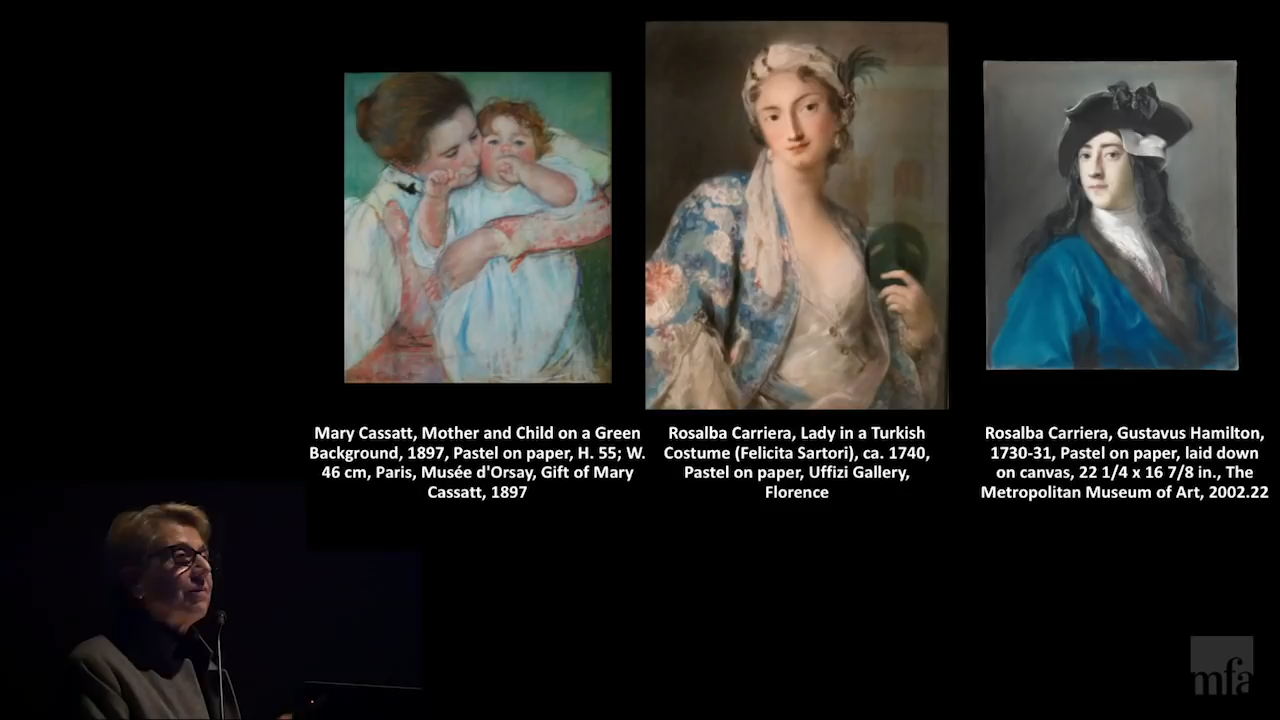 Mary Cassatt, Mother and Child on a Green
Background, 1897, Pastel on paper, H. 55; W.
46 cm, Paris, Musée d'Orsay, Gift of Mary
Cassatt, 1897
Rosalba Carriera, Lady in a Turkish
Costume (Felicita Sartori), ca. 1740,
Pastel on paper, Uffizi Gallery,
Florence
Rosalba Carriera, Gustavus Hamilton,
1730-31, Pastel on paper, laid down
on canvas, 22 1/4 x 16 7/8 in., The
Metropolitan Museum of Art, 2002.22
mfa